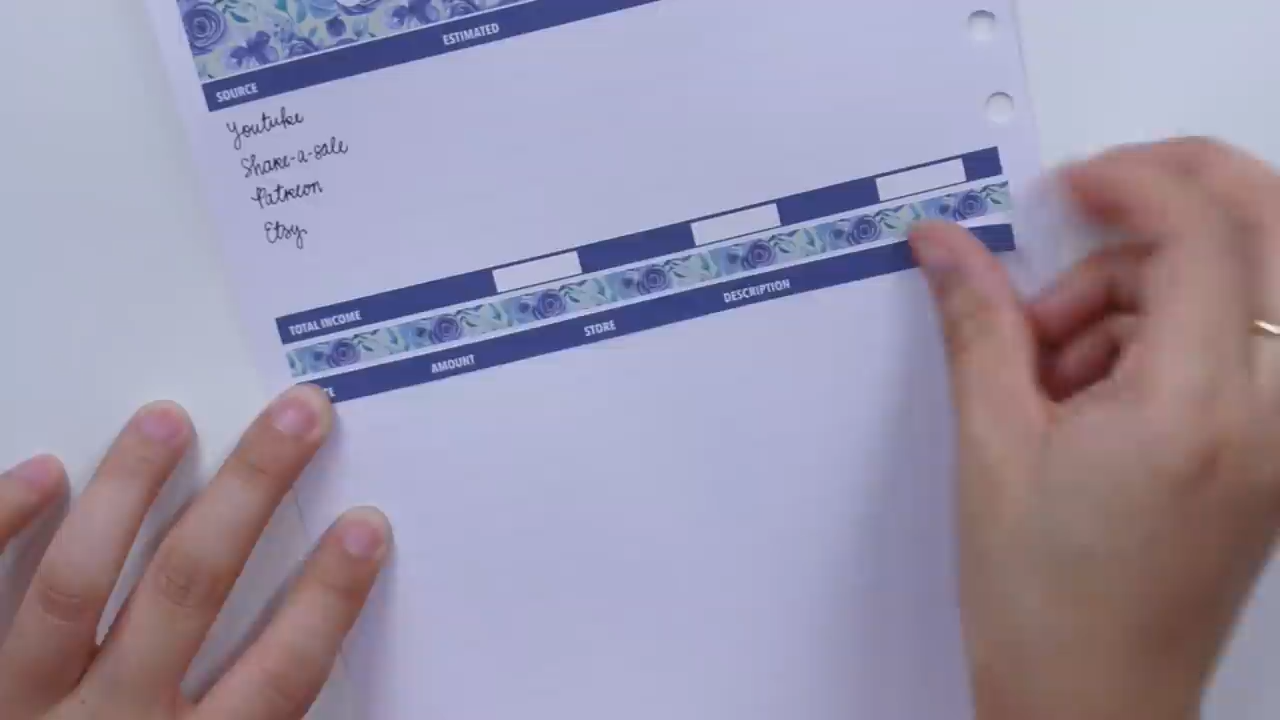 SOURCE ESTIMATED
Youtube
Share-a-sale
Patreon
Etsy
TOTAL INCOME
AMOUNT STORE DESCRIPTION